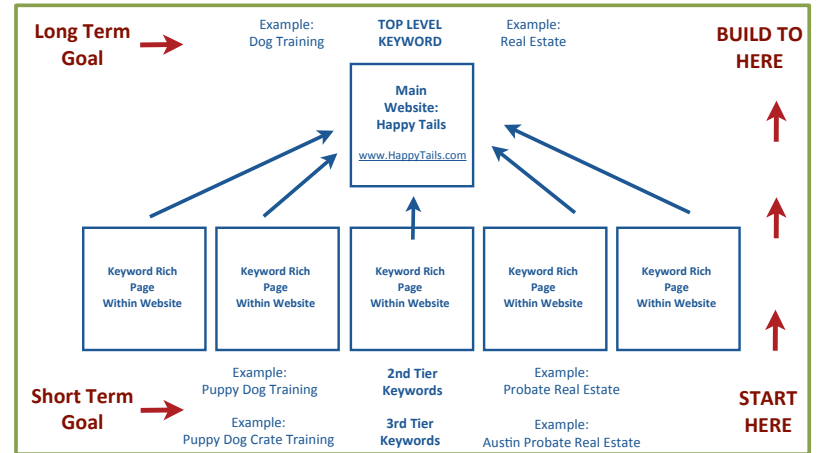 Long Term
Goal
Example:
Dog Training
TOP LEVEL
KEYWORD
Example:
Real Estate
BUILD TO
HERE
Main
Website:
Happy Tails
www.HappyTails.com
Keyword Rich
Page
Within Website
Keyword Rich
Page
Within Website
Keyword Rich
Page
Within Website
Keyword Rich
Page
Within Website
Keyword Rich
Page
Within Website
Short Term
Goal
Example:
Puppy Dog Training
2nd Tier
Keywords
Example:
Probate Real Estate
Example:
Puppy Dog Crate Training
3rd Tier
Keywords
Example:
Austin Probate Real Estate
START
HERE